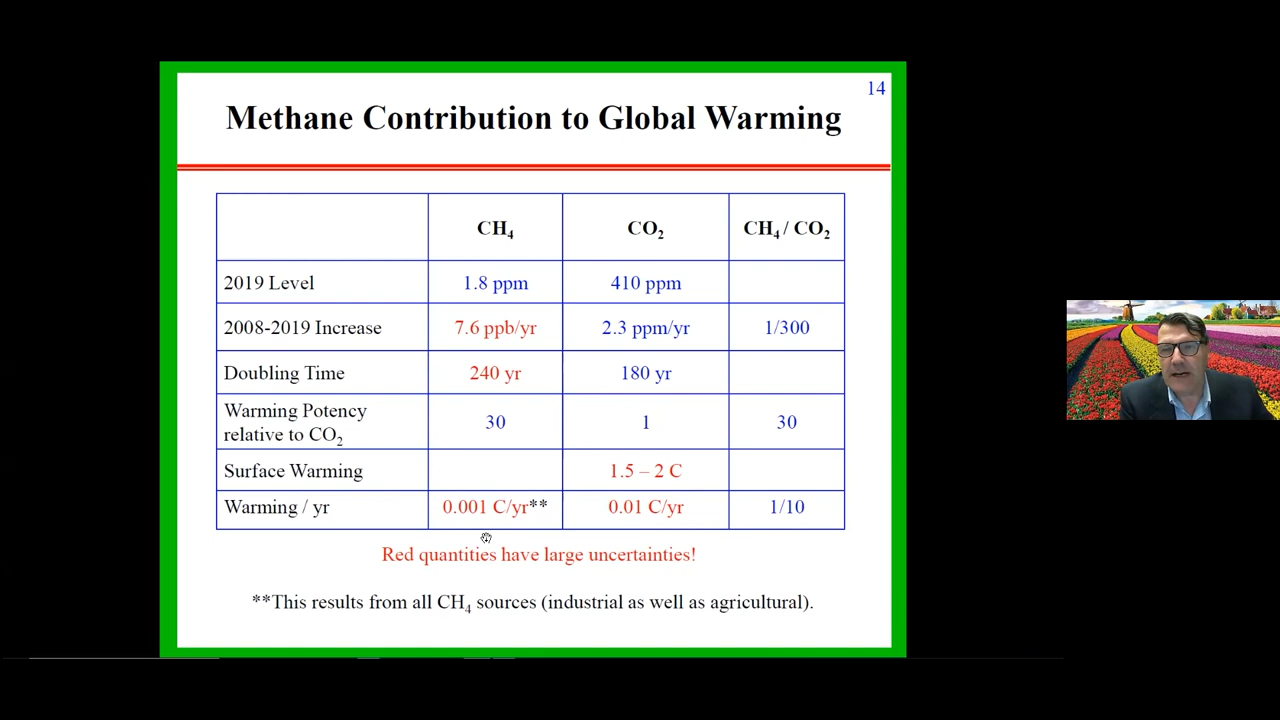 14
Methane Contribution to Global Warming
CH₄ CO₂ CH₄ / CO₂
2019 Level 1.8 ppm 410 ppm
2008-2019 Increase 7.6 ppb/yr 2.3 ppm/yr 1/300
Doubling Time 240 yr 180 yr
Warming Potency
relative to CO₂ 30 1 30
Surface Warming 1.5 – 2 C
Warming / yr 0.001 C/yr** 0.01 C/yr 1/10
Red quantities have large uncertainties!
**This results from all CH₄ sources (industrial as well as agricultural).